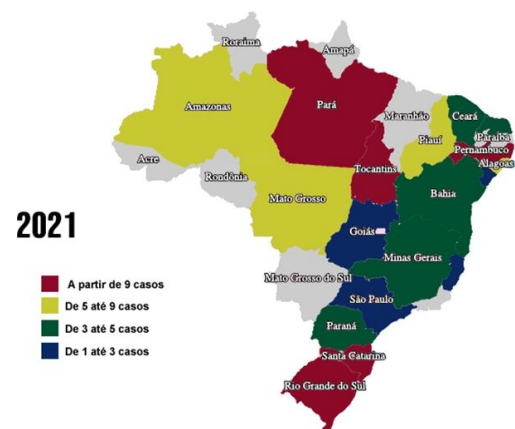 Roraima
Amapá
Amazonas
Pará
Maranhão
Ceará
Paraíba
Piauí
Pernambuco
Alagoas
Acre
Rondônia
Tocantins
Mato Grosso
Bahia
2021
Goiás
Minas Gerais
Mato Grosso do Sul
A partir de 9 casos
De 5 até 9 casos
São Paulo
De 3 até 5 casos
Paraná
De 1 até 3 casos
Santa Catarina
Rio Grande do Sul